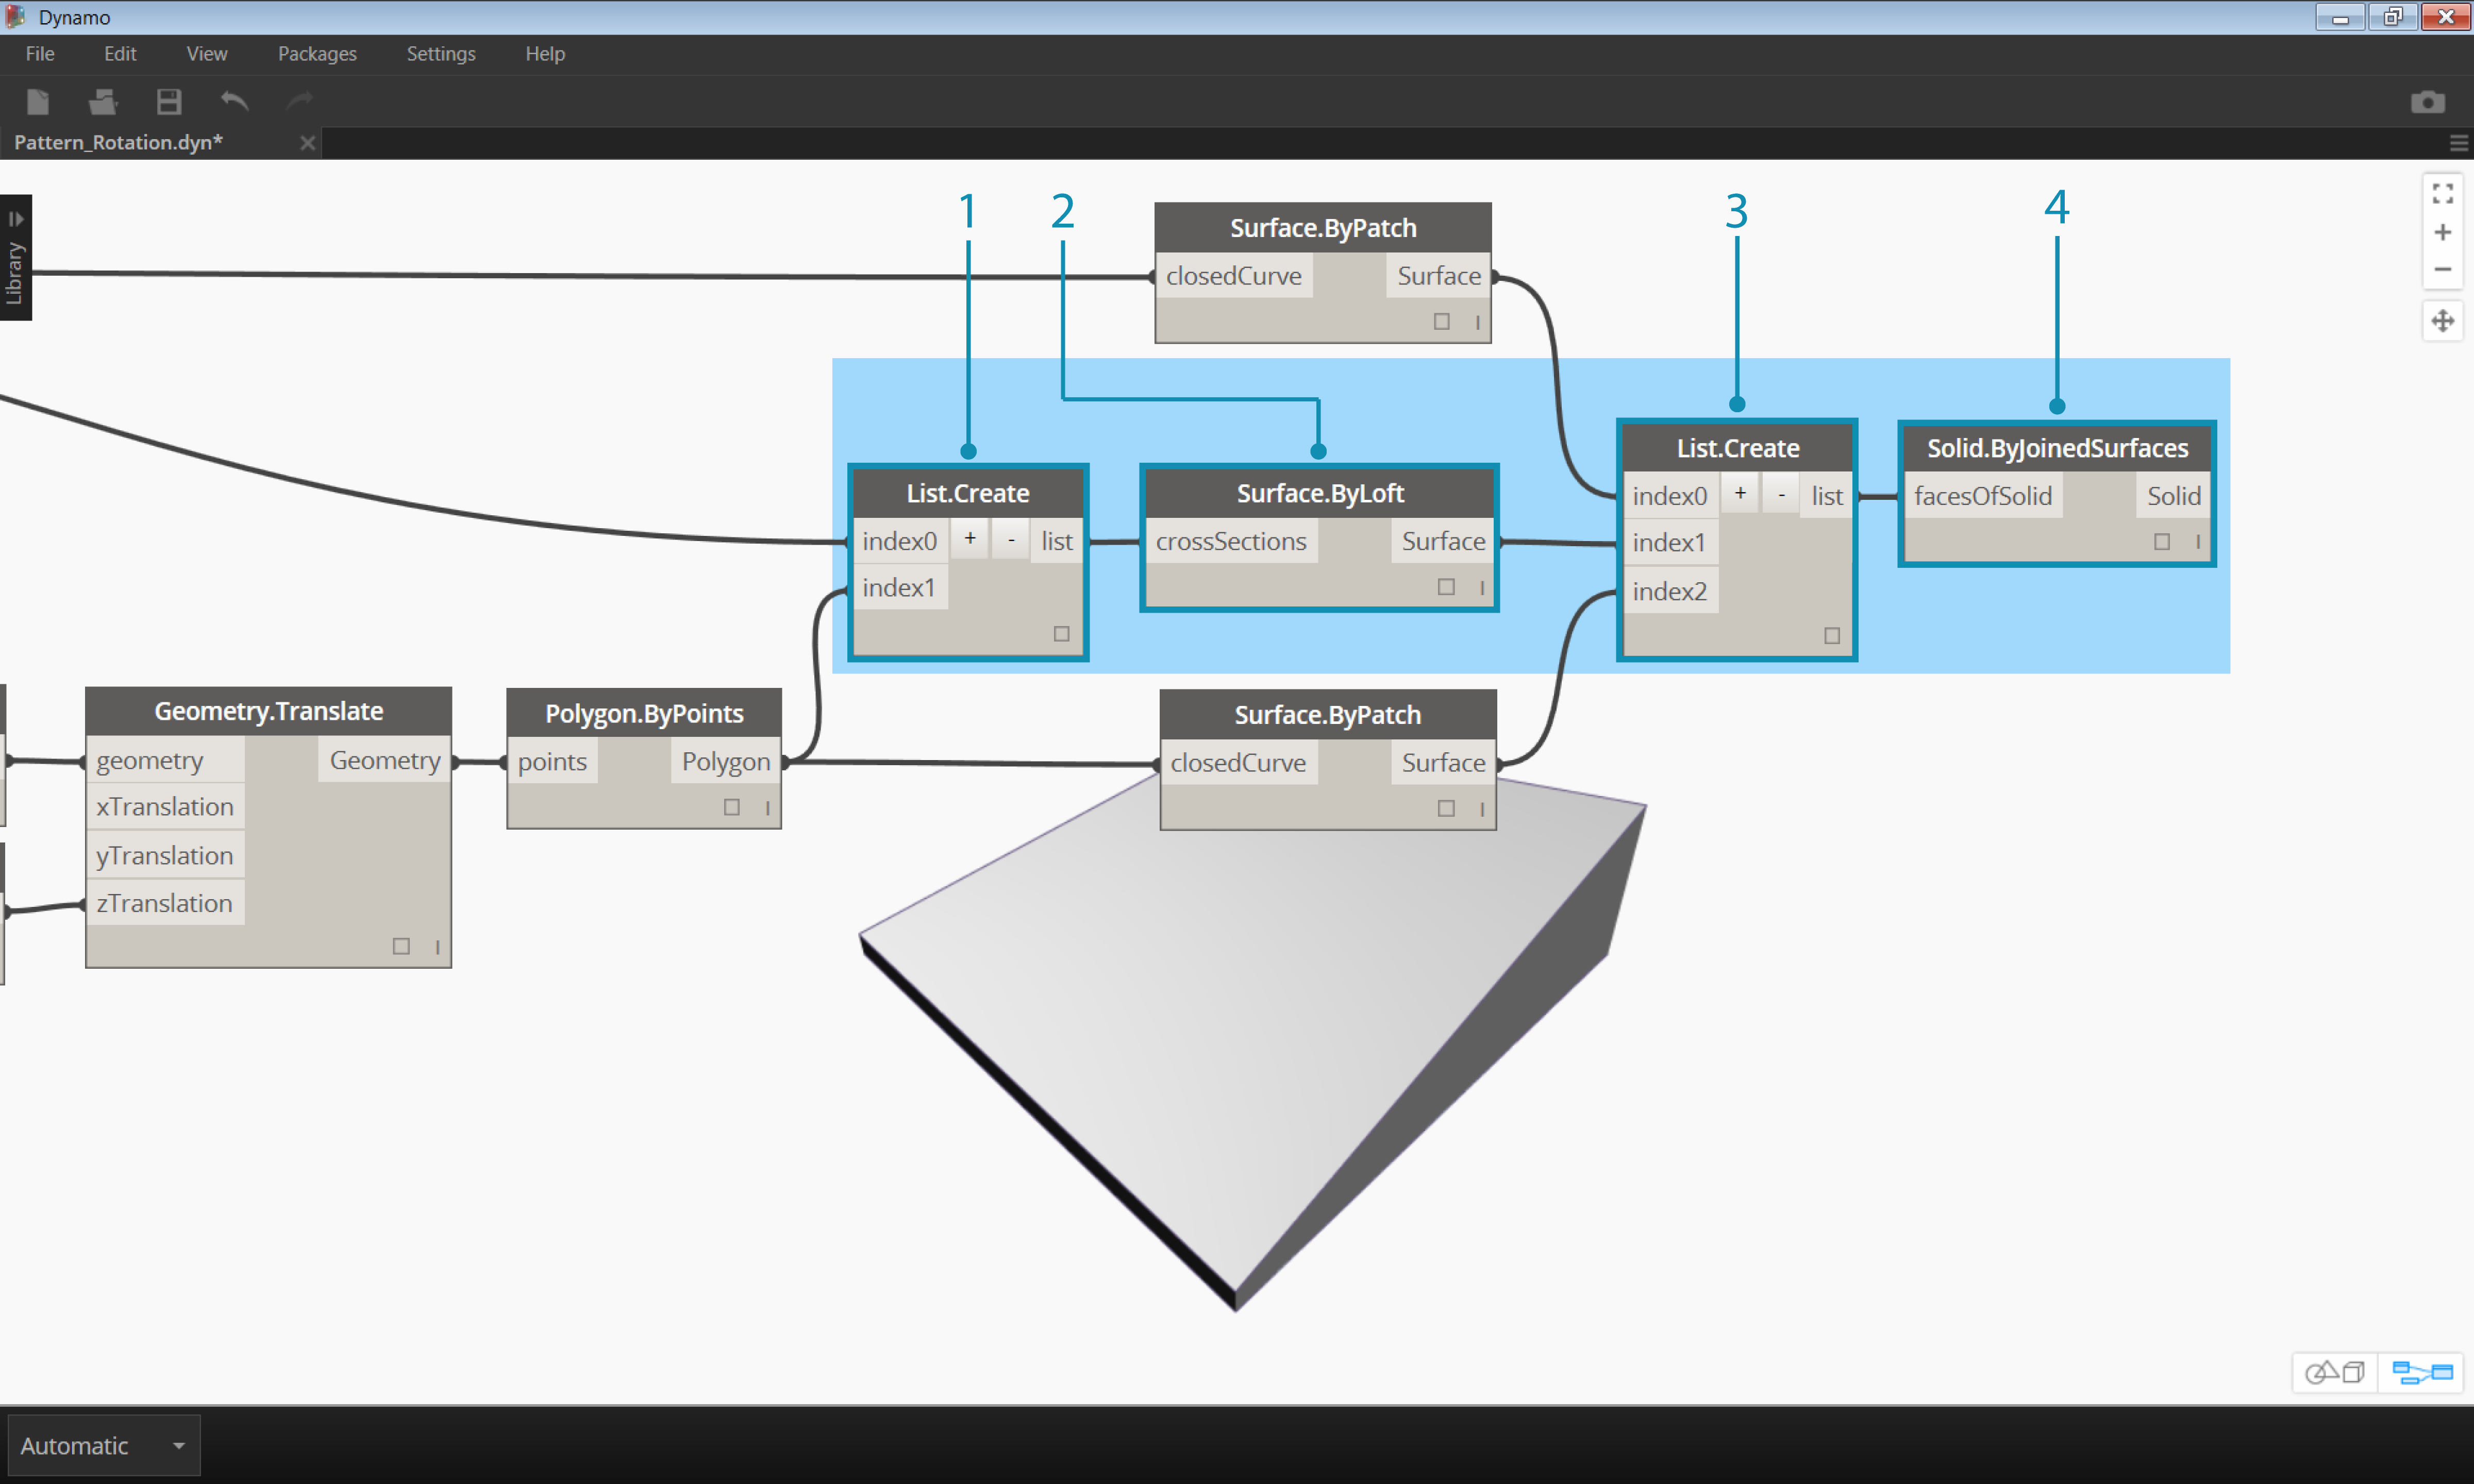 Dynamo
File Edit View Packages Settings Help
Pattern_Rotation.dyn*
Library
1 2 3 4
Surface.ByPatch
closedCurve Surface
List.Create
index0 + - list
index1
Surface.ByLoft
crossSections Surface
List.Create
index0 + - list
index1
index2
Solid.ByJoinedSurfaces
facesOfSolid Solid
Geometry.Translate
geometry Geometry
xTranslation
yTranslation
zTranslation
Polygon.ByPoints
points Polygon
Surface.ByPatch
closedCurve Surface
Automatic